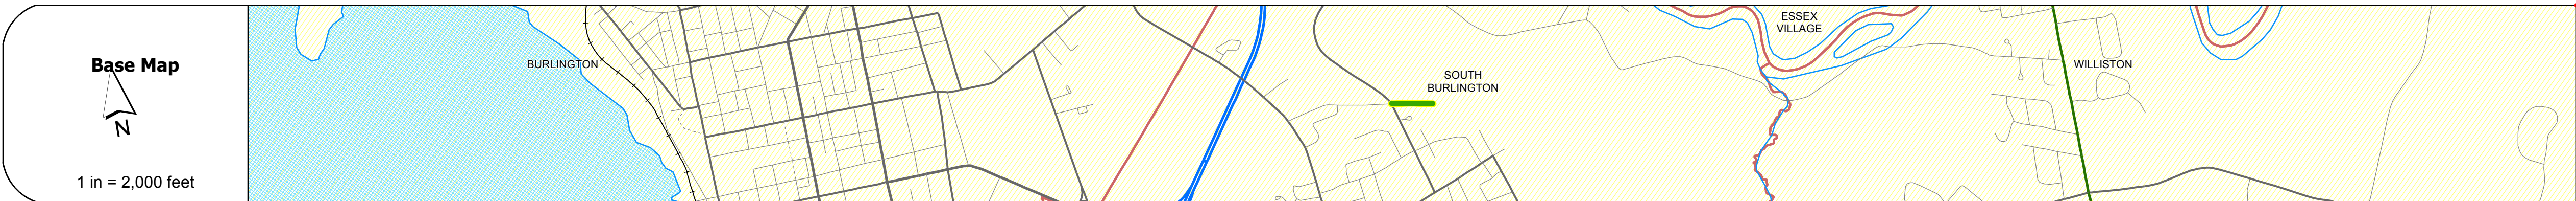 Base Map
N
1 in = 2,000 feet
BURLINGTON
SOUTH
BURLINGTON
ESSEX
VILLAGE
WILLISTON